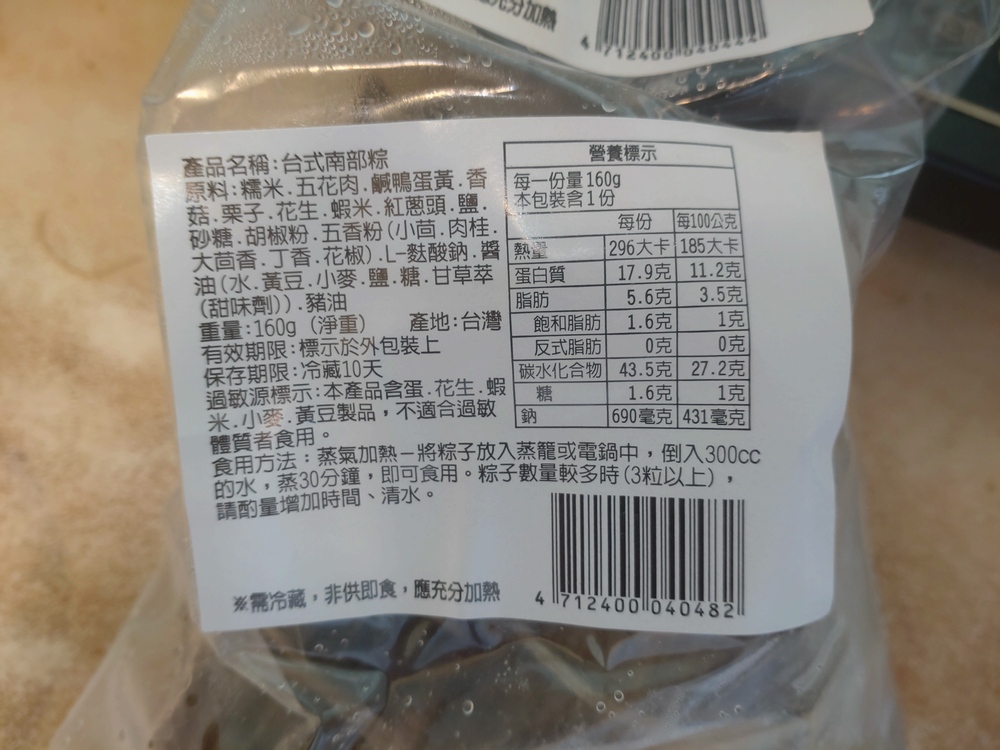 充分加熱
4 712400 040444
產品名稱:台式南部粽
原料:糯米.五花肉.鹹鴨蛋黃.香
菇.栗子.花生.蝦米.紅蔥頭.鹽.
砂糖.胡椒粉.五香粉(小茴.肉桂.
大茴香.丁香.花椒).L-麩酸鈉.醬
油(水.黃豆.小麥.鹽.糖.甘草萃
(甜味劑)).豬油
重量:160g (淨重) 產地:台灣
有效期限:標示於外包裝上
保存期限:冷藏10天
過敏源標示:本產品含蛋.花生.蝦
米.小麥.黃豆製品,不適合過敏
體質者食用。
營養標示
每一份量160g
本包裝含1份
每份 每100公克
熱量 296大卡 185大卡
蛋白質 17.9克 11.2克
脂肪 5.6克 3.5克
飽和脂肪 1.6克 1克
反式脂肪 0克 0克
碳水化合物 43.5克 27.2克
糖 1.6克 1克
鈉 690毫克 431毫克
食用方法:蒸氣加熱-將粽子放入蒸籠或電鍋中,倒入300cc
的水,蒸30分鐘,即可食用。粽子數量較多時(3粒以上),
請酌量增加時間、清水。
※需冷藏,非供即食,應充分加熱
4 712400 040482